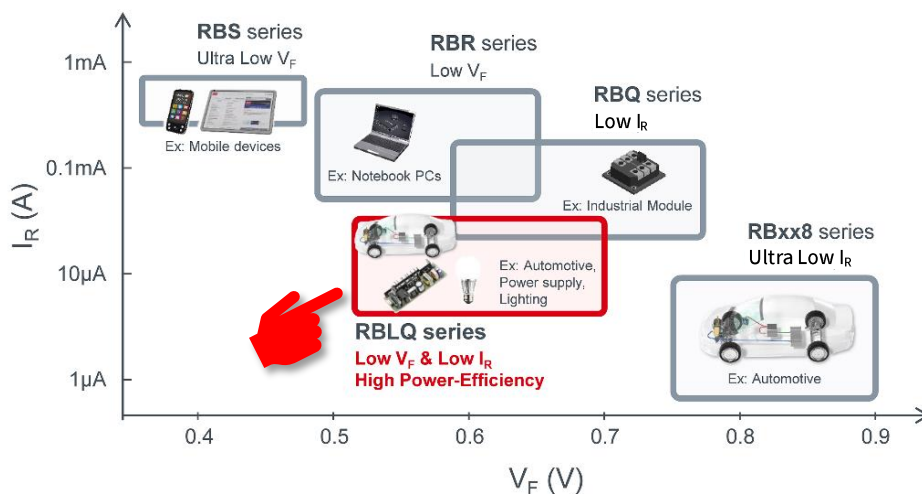 RBS series
Ultra Low VF
RBR series
Low VF
RBQ series
Low IR
1mA
Ex: Mobile devices
0.1mA
Ex: Notebook PCs
Ex: Industrial Module
IR (A)
RBxx8 series
Ultra Low IR
10μA
Ex: Automotive,
Power supply,
Lighting
RBLQ series
Low VF & Low IR
High Power-Efficiency
1μA
Ex: Automotive
0.4
0.5
0.6
0.7
0.8
0.9
VF (V)